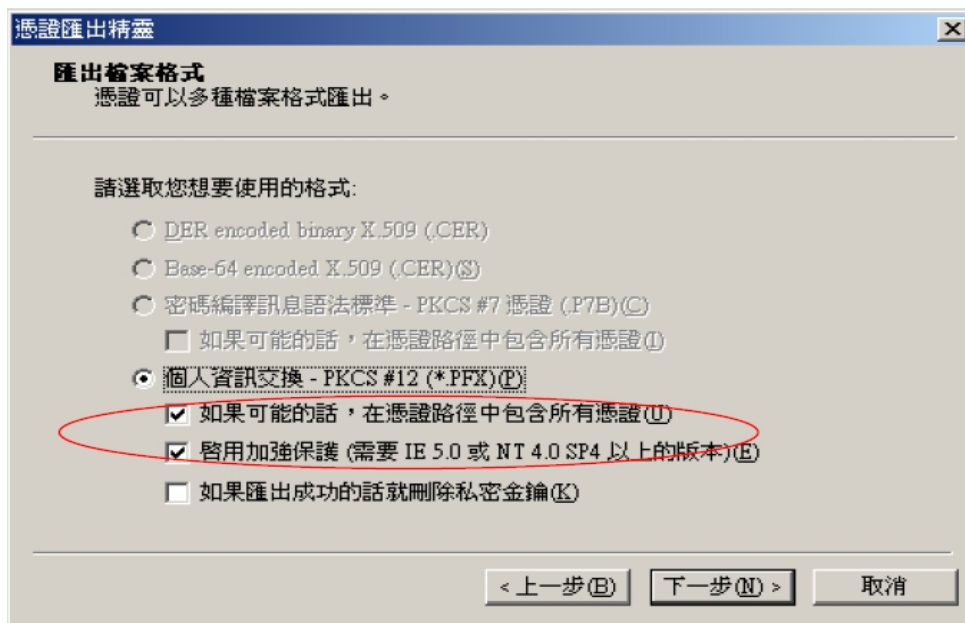 憑證匯出精靈
匯出檔案格式
憑證可以多種檔案格式匯出。
請選取您想要使用的格式:
DER encoded binary X.509 (.CER)
Base-64 encoded X.509 (.CER)(S)
密碼編譯訊息語法標準 - PKCS #7 憑證 (.P7B)(C)
如果可能的話，在憑證路徑中包含所有憑證(I)
個人資訊交換 - PKCS #12 (*.PFX)(P)
如果可能的話，在憑證路徑中包含所有憑證(U)
啟用加強保護 (需要 IE 5.0 或 NT 4.0 SP4 以上的版本)(E)
如果匯出成功的話就刪除私密金鑰(K)
< 上一步(B) 下一步(N) > 取消